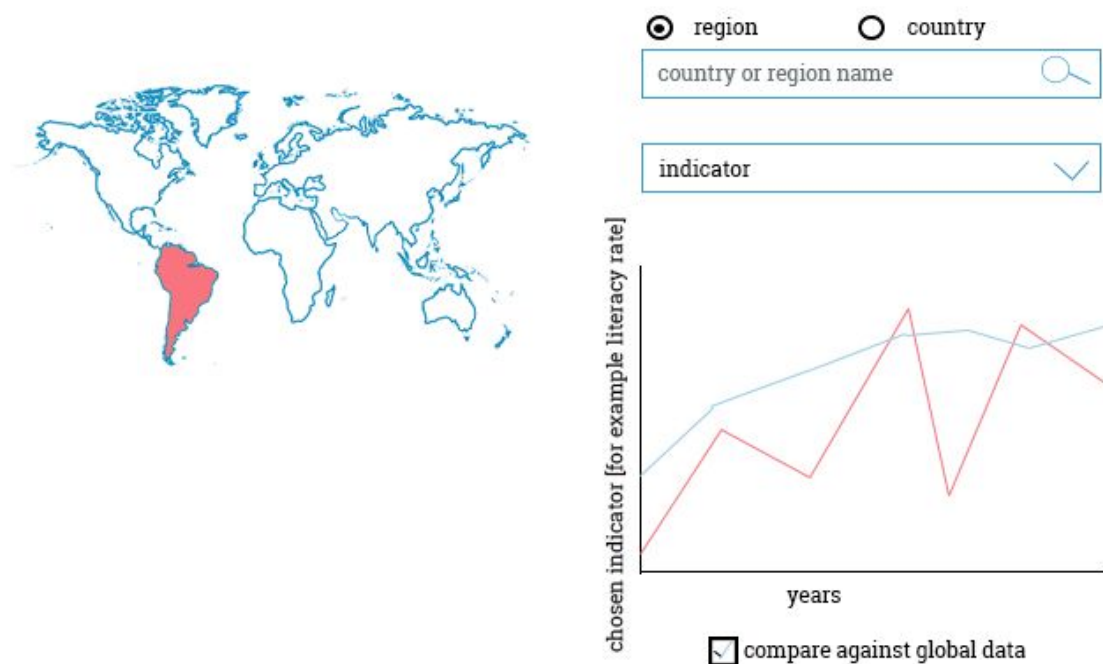 region
country
country or region name
indicator
chosen indicator [for example literacy rate]
years
compare against global data